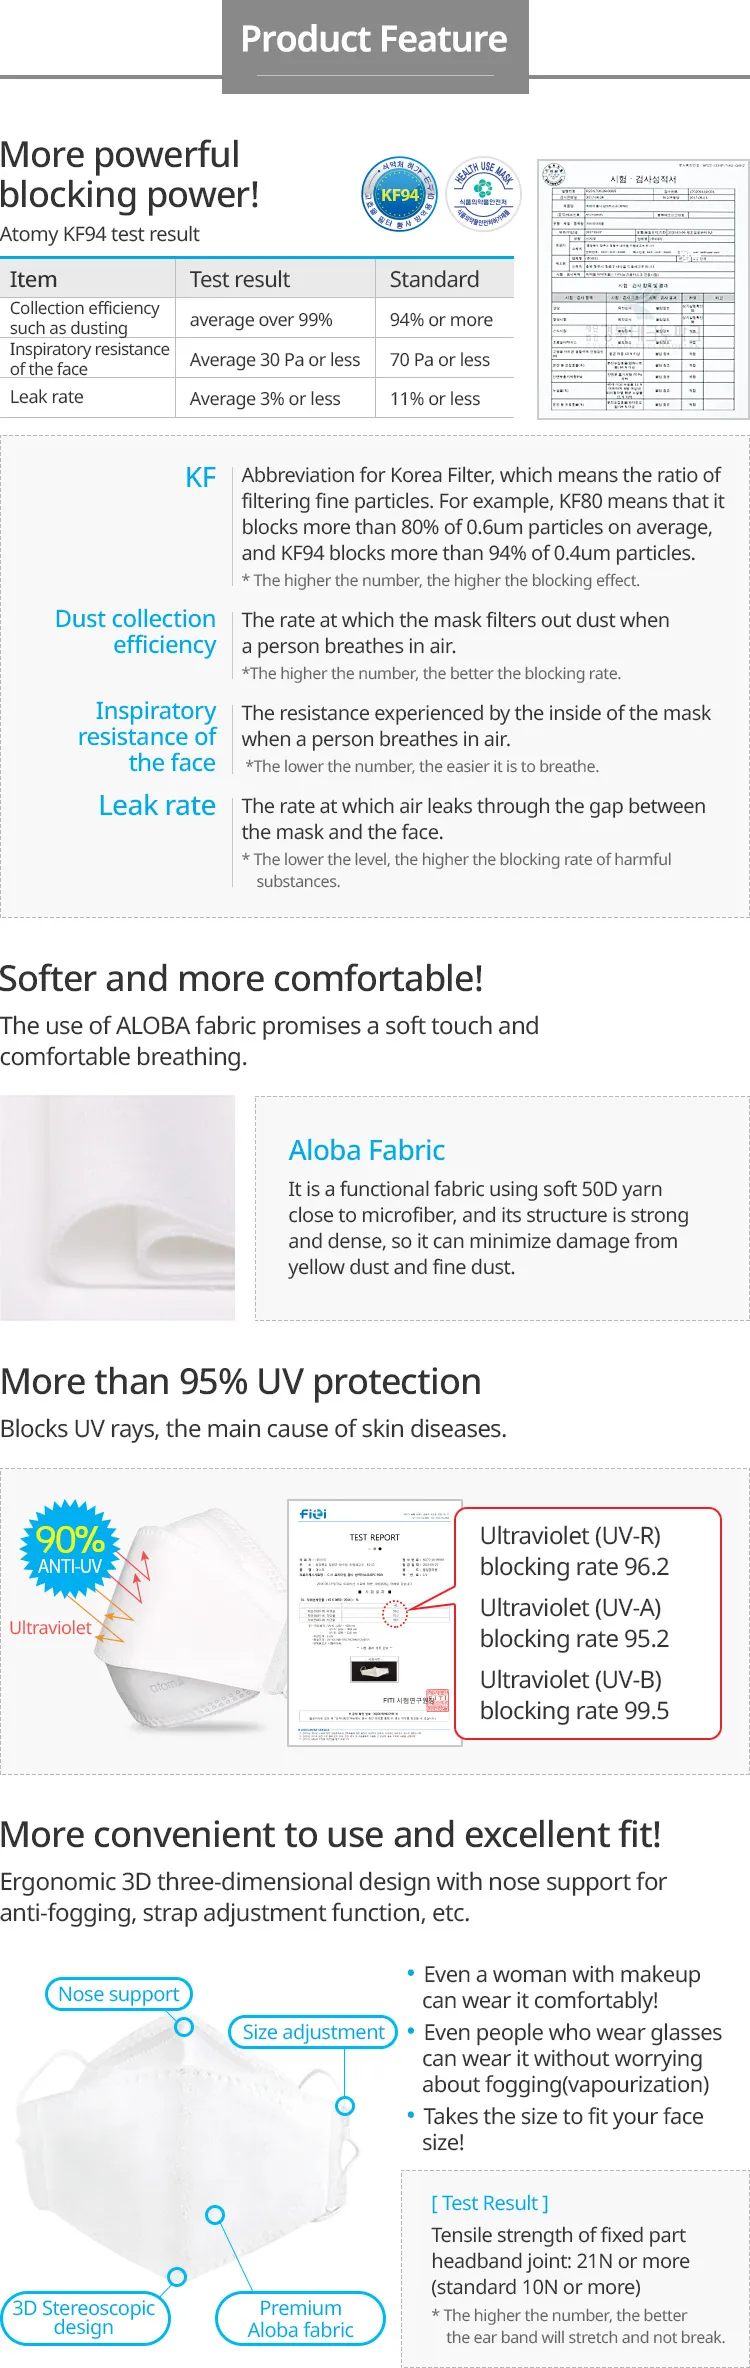 Product Feature
More powerful
blocking power!
Atomy KF94 test result
KF94
HEALTH USE MASK
식품의약품안전처
시험 · 검사성적서
Item Test result Standard
Collection efficiency
such as dusting
average over 99% 94% or more
Inspiratory resistance
of the face
Average 30 Pa or less 70 Pa or less
Leak rate Average 3% or less 11% or less
KF
Abbreviation for Korea Filter, which means the ratio of
filtering fine particles. For example, KF80 means that it
blocks more than 80% of 0.6um particles on average,
and KF94 blocks more than 94% of 0.4um particles.
* The higher the number, the higher the blocking effect.
Dust collection
efficiency
The rate at which the mask filters out dust when
a person breathes in air.
*The higher the number, the better the blocking rate.
Inspiratory
resistance of
the face
The resistance experienced by the inside of the mask
when a person breathes in air.
*The lower the number, the easier it is to breathe.
Leak rate
The rate at which air leaks through the gap between
the mask and the face.
* The lower the level, the higher the blocking rate of harmful
substances.
Softer and more comfortable!
The use of ALOBA fabric promises a soft touch and
comfortable breathing.
Aloba Fabric
It is a functional fabric using soft 50D yarn
close to microfiber, and its structure is strong
and dense, so it can minimize damage from
yellow dust and fine dust.
More than 95% UV protection
Blocks UV rays, the main cause of skin diseases.
90%
ANTI-UV
Ultraviolet
atomy
FITI
TEST REPORT
FITI 시험연구원장
Ultraviolet (UV-R)
blocking rate 96.2
Ultraviolet (UV-A)
blocking rate 95.2
Ultraviolet (UV-B)
blocking rate 99.5
More convenient to use and excellent fit!
Ergonomic 3D three-dimensional design with nose support for
anti-fogging, strap adjustment function, etc.
Nose support
Size adjustment
3D Stereoscopic
design
Premium
Aloba fabric
• Even a woman with makeup
can wear it comfortably!
• Even people who wear glasses
can wear it without worrying
about fogging(vapourization)
• Takes the size to fit your face
size!
[ Test Result ]
Tensile strength of fixed part
headband joint: 21N or more
(standard 10N or more)
* The higher the number, the better
the ear band will stretch and not break.